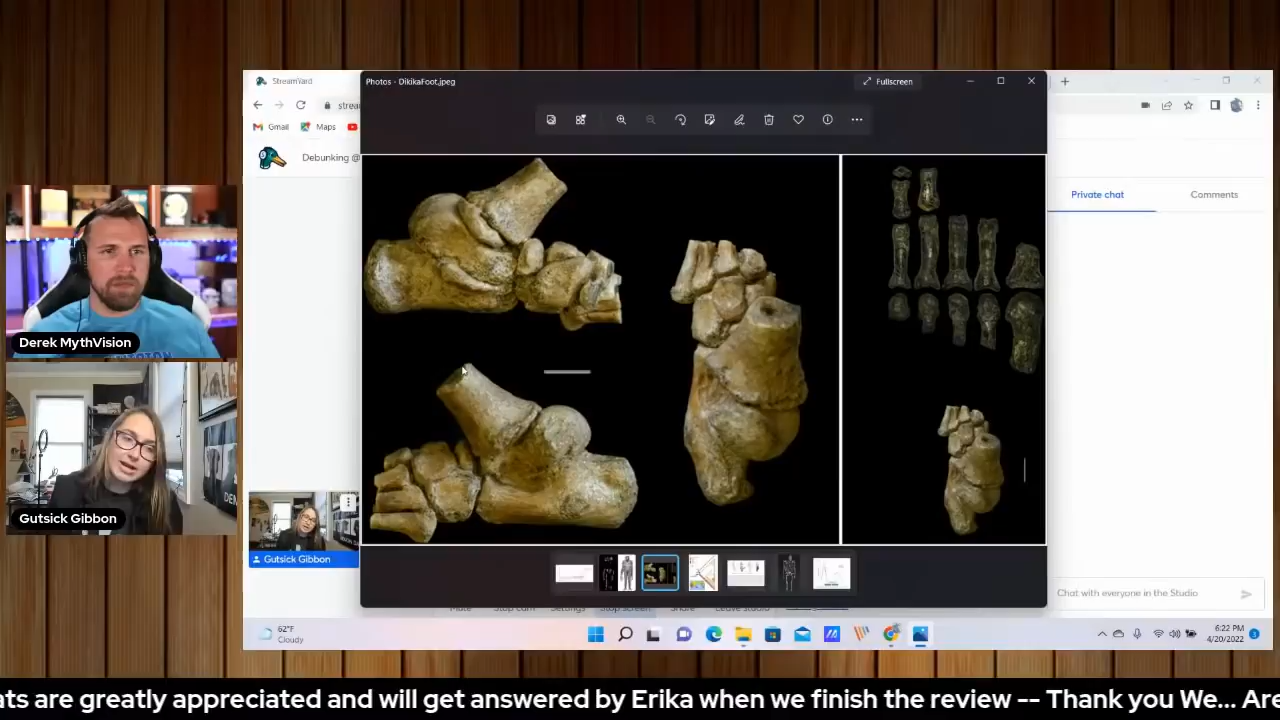 StreamYard
Photos - DikikaFoot.jpeg
Fullscreen
strea
Gmail
Maps
Debunking @
Private chat
Comments
Derek MythVision
Gutsick Gibbon
Gutsick Gibbon
Chat with everyone in the Studio
62°F
Cloudy
6:22 PM
4/20/2022
ats are greatly appreciated and will get answered by Erika when we finish the review -- Thank you We... Are